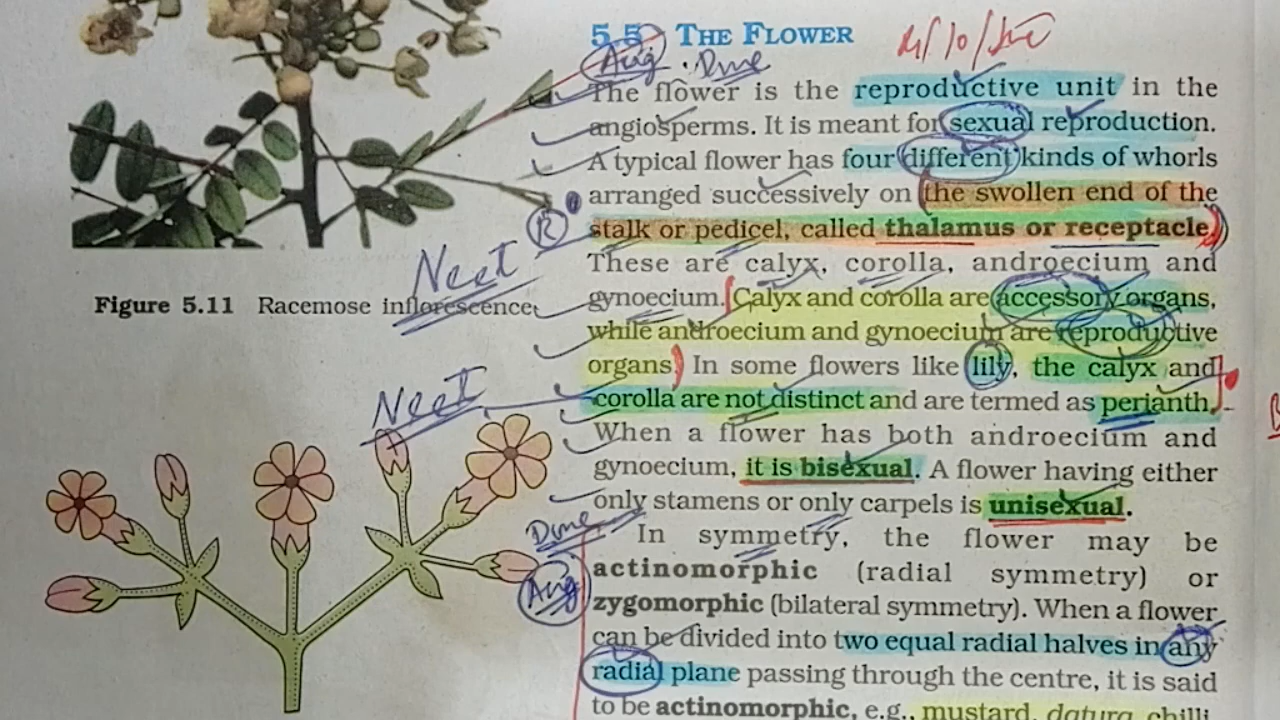 5.5 THE FLOWER
Aug . Dme
The flower is the reproductive unit in the
angiosperms. It is meant for sexual reproduction.
A typical flower has four different kinds of whorls
arranged successively on the swollen end of the
R
stalk or pedicel, called thalamus or receptacle.
Neet
These are calyx, corolla, androecium and
Figure 5.11 Racemose inflorescence
gynoecium. Calyx and corolla are accessory organs,
while androecium and gynoecium are reproductive
organs. In some flowers like lily, the calyx and
Neet
corolla are not distinct and are termed as perianth.
When a flower has both androecium and
gynoecium, it is bisexual. A flower having either
only stamens or only carpels is unisexual.
Dme
In symmetry, the flower may be
actinomorphic (radial symmetry) or
Aug
zygomorphic (bilateral symmetry). When a flower
can be divided into two equal radial halves in any
radial plane passing through the centre, it is said
to be actinomorphic, e.g., mustard, datura, chilli.